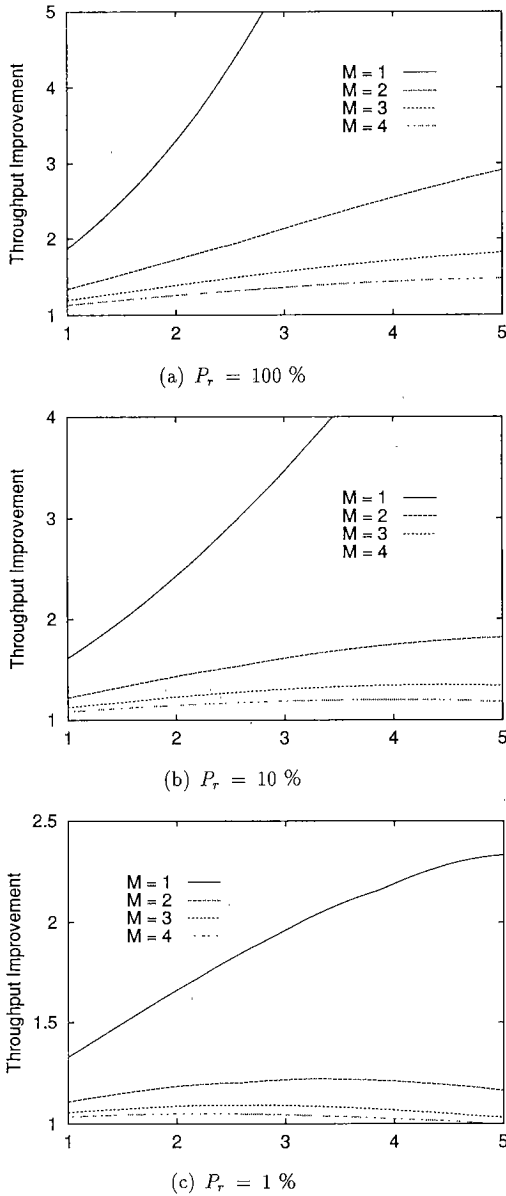 5
4
3
2
1
Throughput Improvement
M = 1
M = 2
M = 3
M = 4
1 2 3 4 5
(a) P_r = 100 %
4
3
2
1
Throughput Improvement
M = 1
M = 2
M = 3
M = 4
1 2 3 4 5
(b) P_r = 10 %
2.5
2
1.5
1
Throughput Improvement
M = 1
M = 2
M = 3
M = 4
1 2 3 4 5
(c) P_r = 1 %